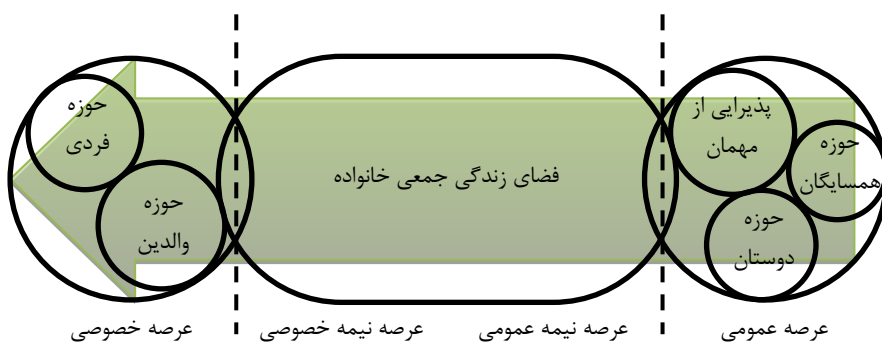 پذیرایی از
مهمان
حوزه
همسایگان
حوزه
دوستان
فضای زندگی جمعی خانواده
حوزه
فردی
حوزه
والدین
عرصه عمومی
عرصه نیمه عمومی
عرصه نیمه خصوصی
عرصه خصوصی